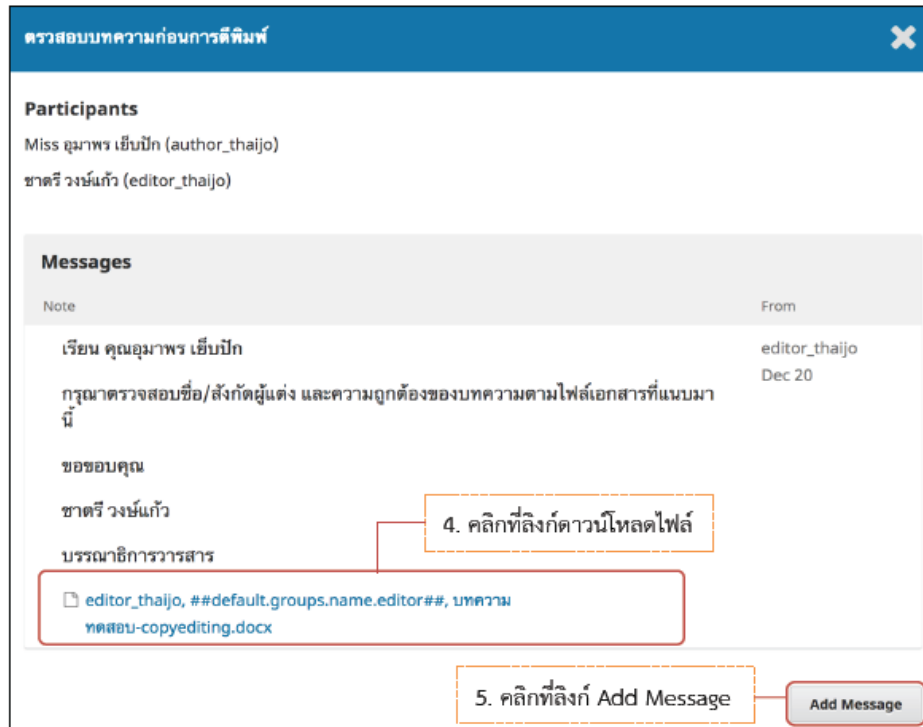 ตรวสอบบทความก่อนการตีพิมพ์
Participants
Miss อุมาพร เย็บปัก (author_thaijo)
ชาตรี วงษ์แก้ว (editor_thaijo)
Messages
Note From
เรียน คุณอุมาพร เย็บปัก editor_thaijo
Dec 20
กรุณาตรวจสอบชื่อ/สังกัดผู้แต่ง และความถูกต้องของบทความตามไฟล์เอกสารที่แนบมา
นี้
ขอขอบคุณ
ชาตรี วงษ์แก้ว
4. คลิกที่ลิงก์ดาวน์โหลดไฟล์
บรรณาธิการวารสาร
editor_thaijo, ##default.groups.name.editor##, บทความ
ทดสอบ-copyediting.docx
5. คลิกที่ลิงก์ Add Message
Add Message